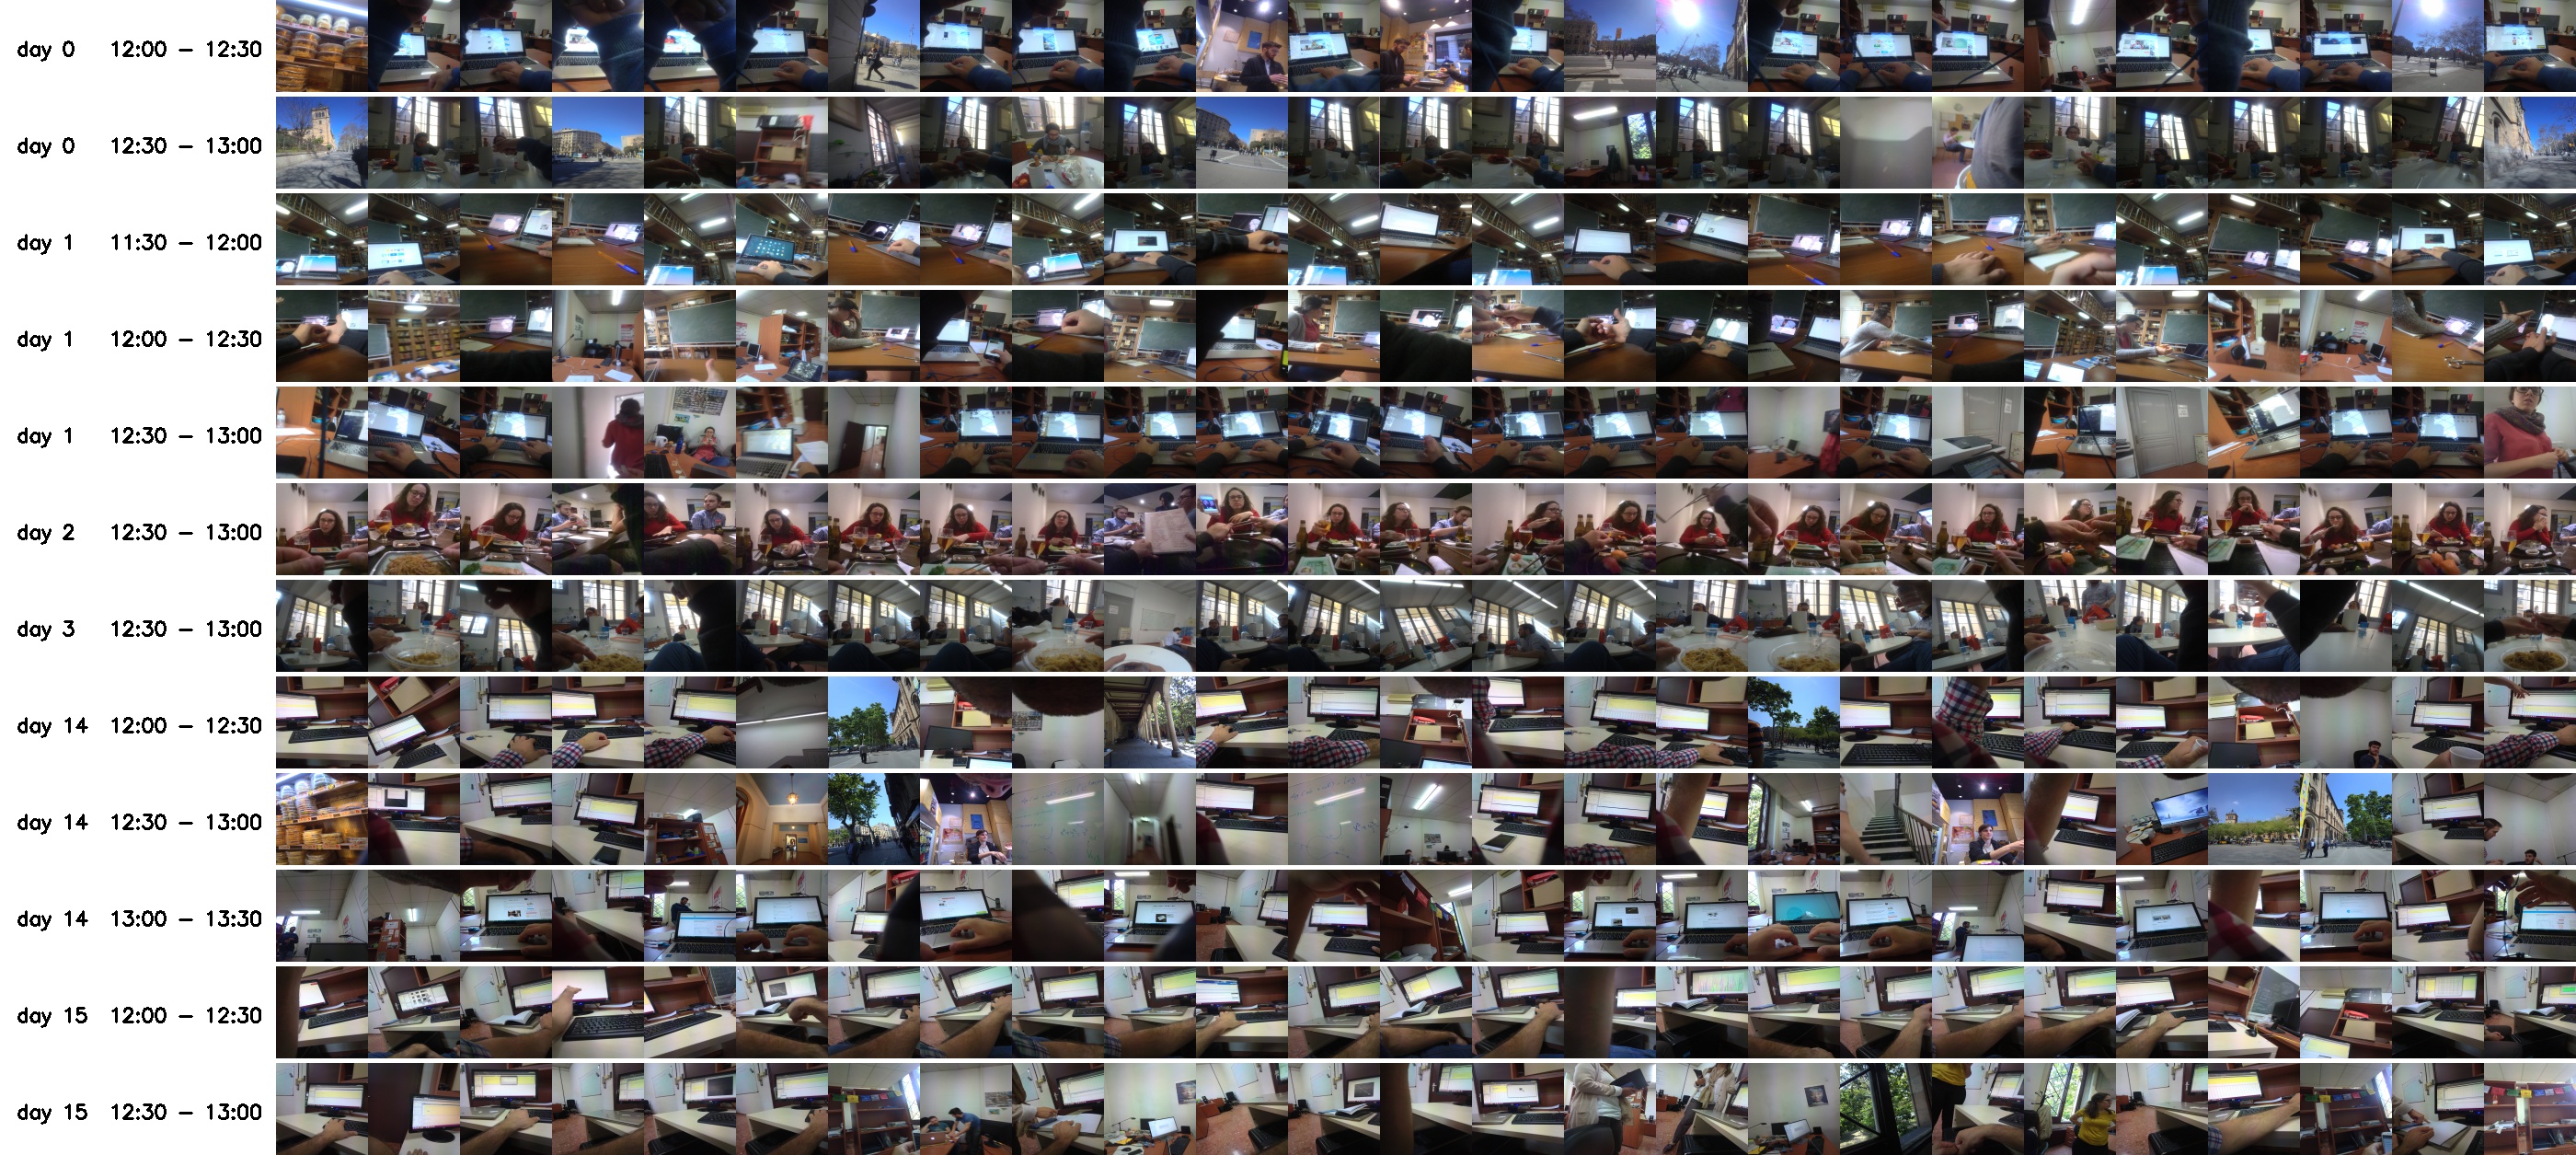 day 0 12:00 - 12:30
day 0 12:30 - 13:00
day 1 11:30 - 12:00
day 1 12:00 - 12:30
day 1 12:30 - 13:00
day 2 12:30 - 13:00
day 3 12:30 - 13:00
day 14 12:00 - 12:30
day 14 12:30 - 13:00
day 14 13:00 - 13:30
day 15 12:00 - 12:30
day 15 12:30 - 13:00